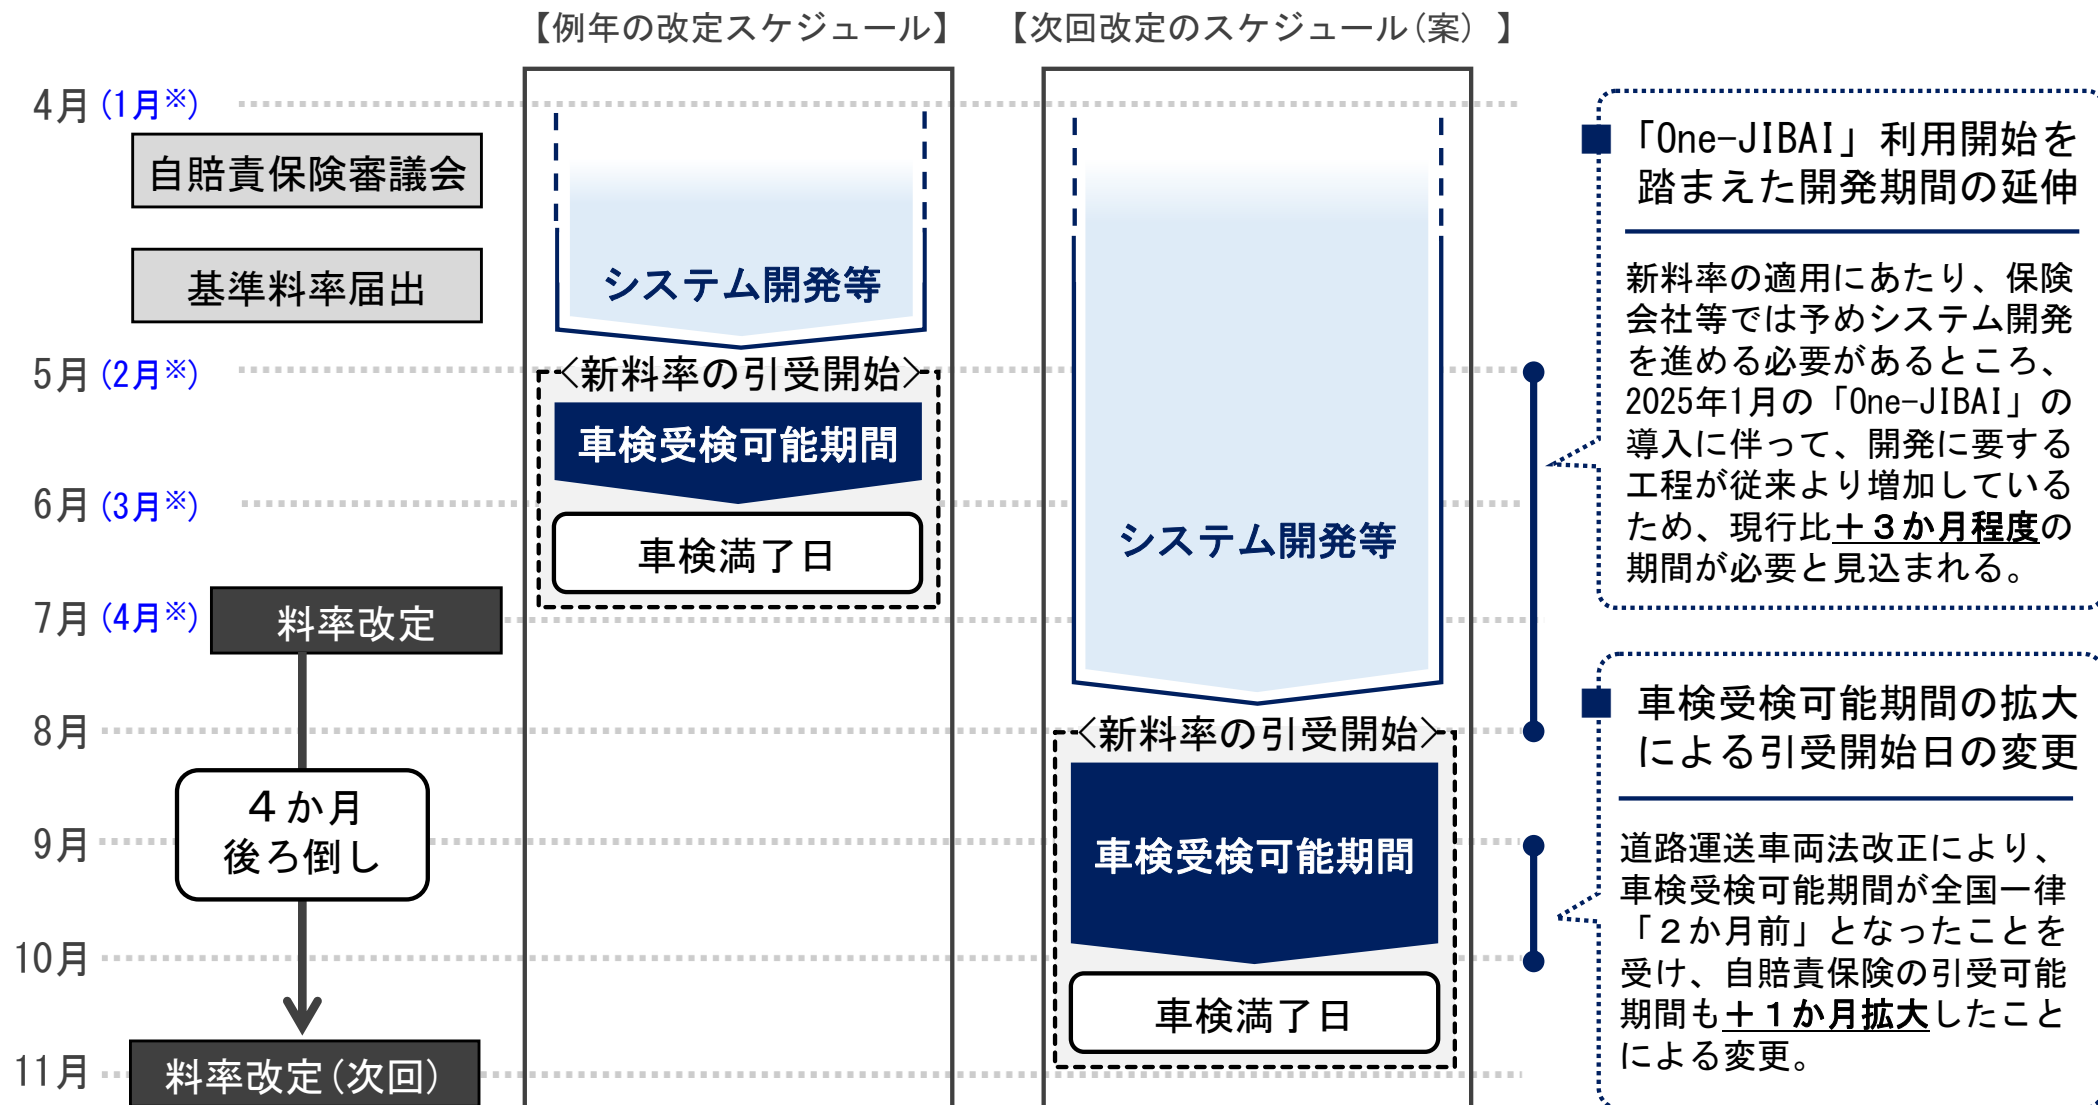 【例年の改定スケジュール】
【次回改定のスケジュール(案) 】
4月(1月※)
自賠責保険審議会
基準料率届出
5月(2月※)
6月(3月※)
7月(4月※)
料率改定
8月
4か月
後ろ倒し
9月
10月
11月
料率改定(次回)
システム開発等
<新料率の引受開始>
車検受検可能期間
車検満了日
システム開発等
<新料率の引受開始>
車検受検可能期間
車検満了日
■ 「One-JIBAI」利用開始を
踏まえた開発期間の延伸
新料率の適用にあたり、保険
会社等では予めシステム開発
を進める必要があるところ、
2025年1月の「One-JIBAI」の
導入に伴って、開発に要する
工程が従来より増加している
ため、現行比＋３か月程度の
期間が必要と見込まれる。
■ 車検受検可能期間の拡大
による引受開始日の変更
道路運送車両法改正により、
車検受検可能期間が全国一律
「２か月前」となったことを
受け、自賠責保険の引受可能
期間も＋１か月拡大したこと
による変更。